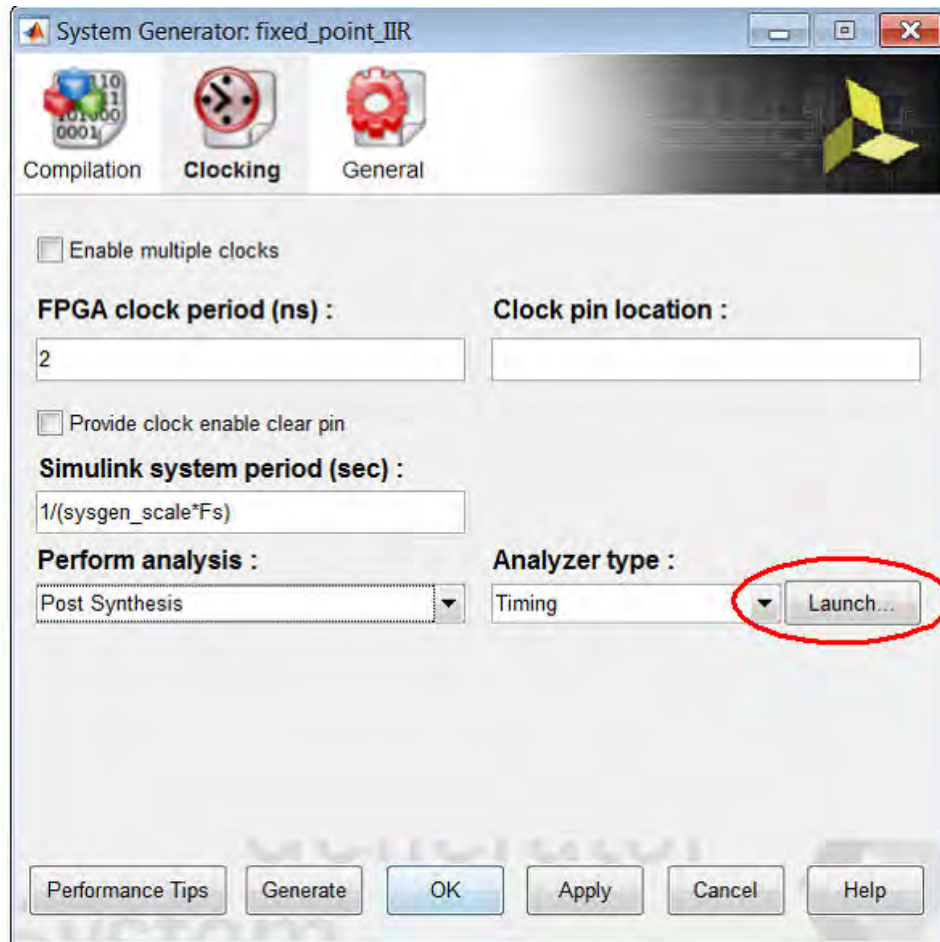 System Generator: fixed_point_IIR
Compilation
Clocking
General
Enable multiple clocks
FPGA clock period (ns) :
Clock pin location :
2
Provide clock enable clear pin
Simulink system period (sec) :
1/(sysgen_scale*Fs)
Perform analysis :
Analyzer type :
Post Synthesis
Timing
Launch...
Performance Tips
Generate
OK
Apply
Cancel
Help